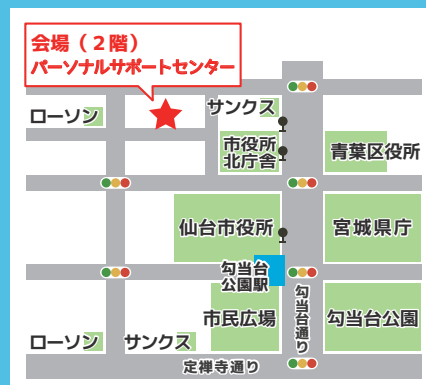 会場（２階）
パーソナルサポートセンター
ローソン
サンクス
市役所
北庁舎
青葉区役所
仙台市役所
宮城県庁
勾当台
公園駅
勾当台通り
市民広場
勾当台公園
ローソン
サンクス
定禅寺通り